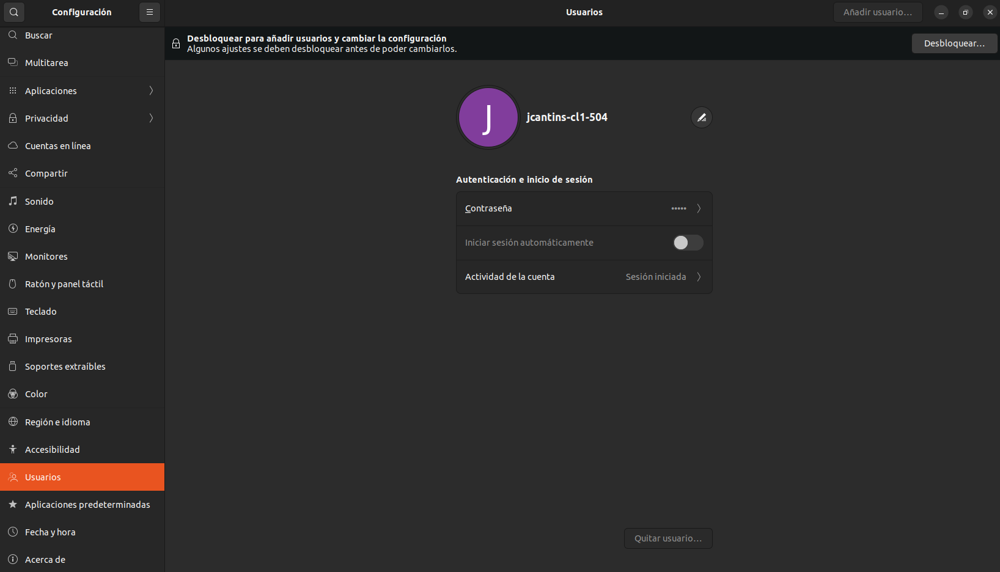 Configuración
Usuarios
Añadir usuario...
Desbloquear para añadir usuarios y cambiar la configuración
Algunos ajustes se deben desbloquear antes de poder cambiarlos.
Desbloquear...
Buscar
Multitarea
Aplicaciones
Privacidad
Cuentas en línea
Compartir
Sonido
Energía
Monitores
Ratón y panel táctil
Teclado
Impresoras
Soportes extraíbles
Color
Región e idioma
Accesibilidad
Usuarios
Aplicaciones predeterminadas
Fecha y hora
Acerca de
J
jcantins-cl1-504
Autenticación e inicio de sesión
Contraseña •••••
Iniciar sesión automáticamente
Actividad de la cuenta Sesión iniciada
Quitar usuario...